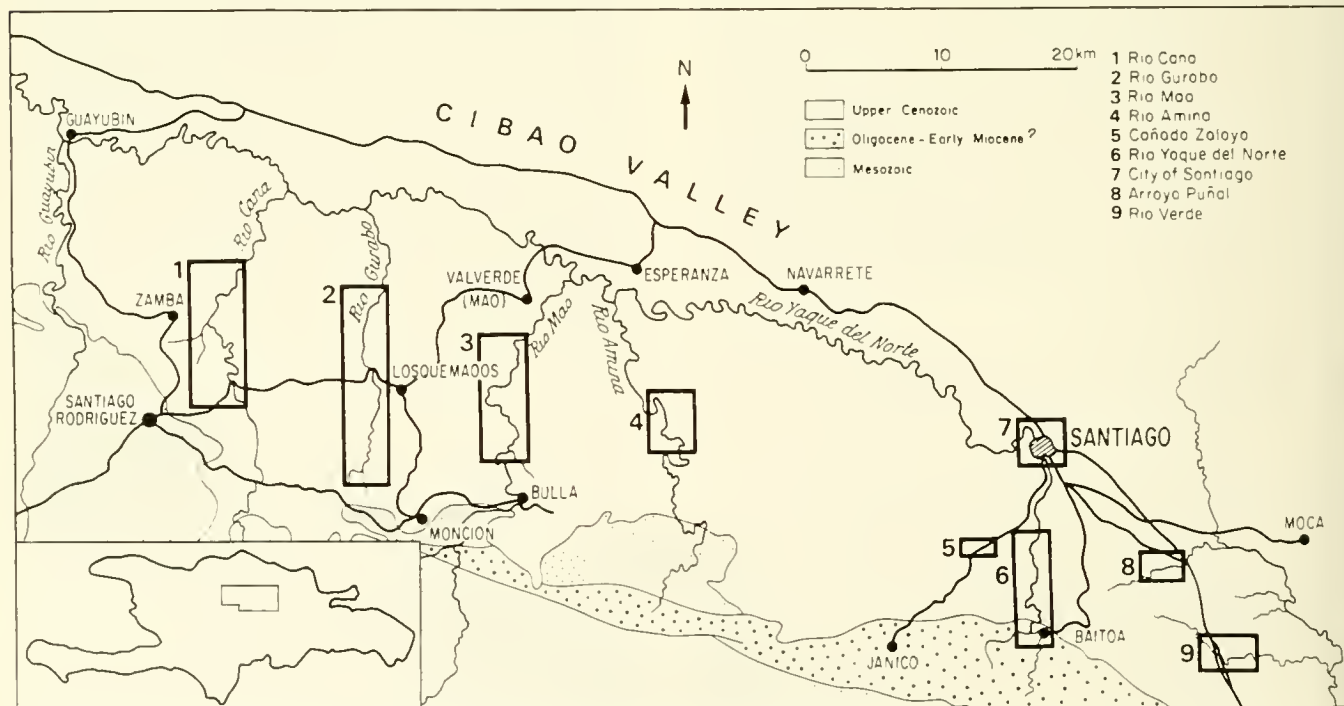 0 10 20 km
N
Upper Cenozoic
Oligocene - Early Miocene?
Mesozoic
1 Rio Cana
2 Rio Gurabo
3 Rio Mao
4 Rio Amina
5 Cañada Zalaya
6 Rio Yaque del Norte
7 City of Santiago
8 Arroyo Puñal
9 Rio Verde
CIBAO VALLEY
GUAYUBIN
Rio Guayubin
Rio Cana
Rio Gurabo
1
2
ZAMBA
VALVERDE
(MAO)
ESPERANZA
NAVARRETE
Rio Yaque del Norte
Rio Mao
Rio Amina
3
LOSQUEMADOS
SANTIAGO
RODRIGUEZ
4
7
SANTIAGO
BULLA
MONCION
MOCA
5
6
8
BAITOA
JANICO
9